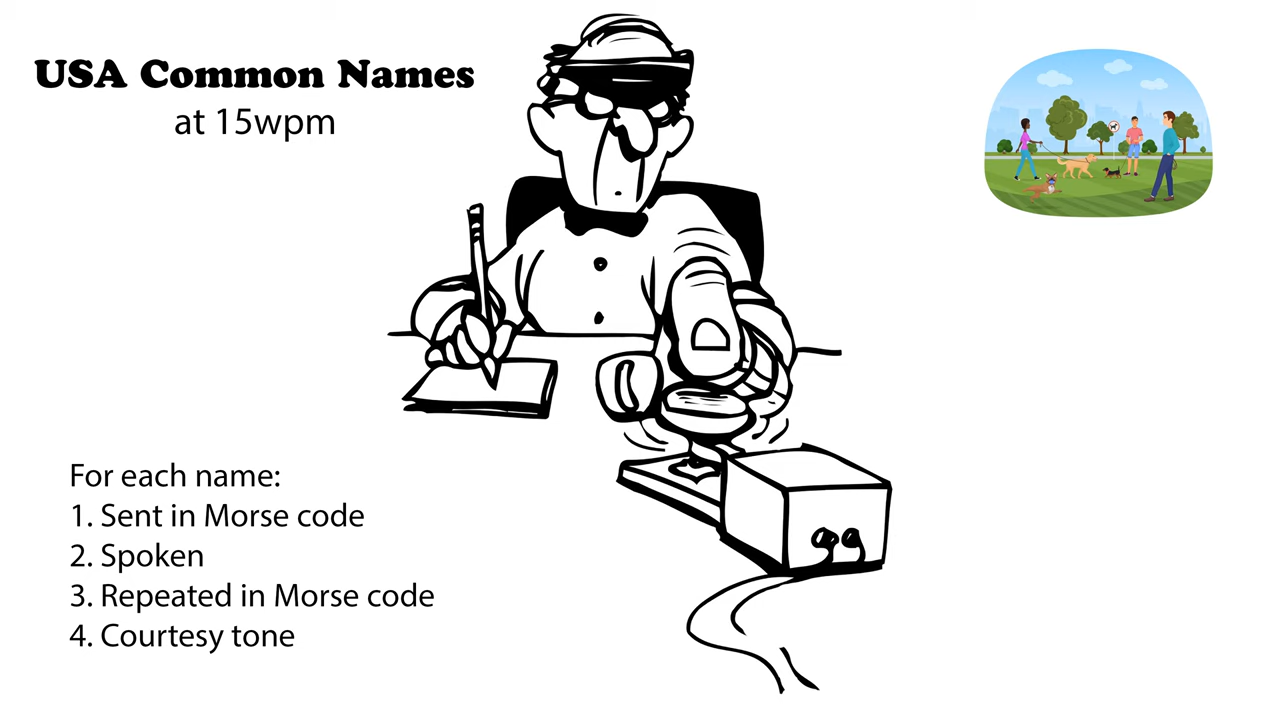 USA Common Names
at 15wpm
For each name:
1. Sent in Morse code
2. Spoken
3. Repeated in Morse code
4. Courtesy tone